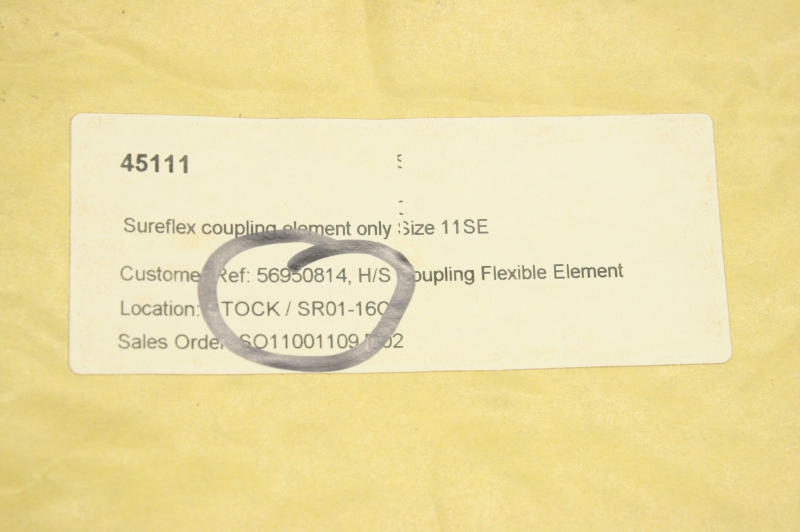 45111
Sureflex coupling element only Size 11SE
Customer Ref: 56950814, H/S Coupling Flexible Element
Location: STOCK / SR01-16C
Sales Order: SO11001109